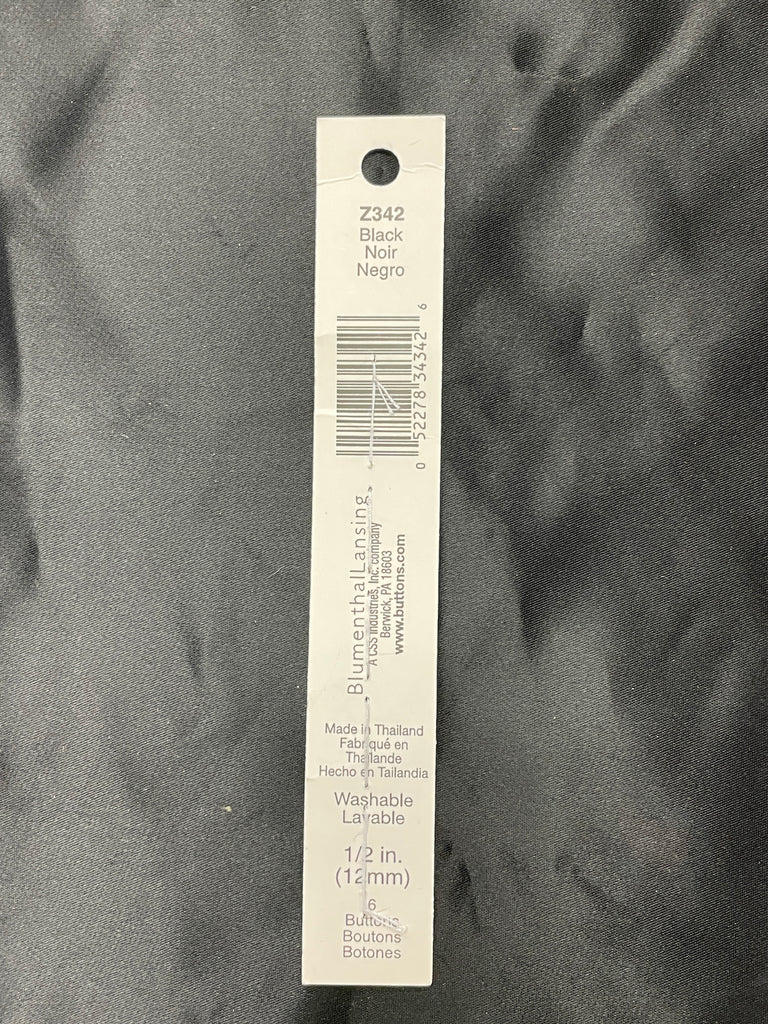 Z342
Black
Noir
Negro
0 52278 34342 6
BlumenthalLansing
A CSS industries, Inc. company
Berwick, PA 18603
www.buttons.com
Made in Thailand
Fabriqué en
Thaïlande
Hecho en Tailandia
Washable
Lavable
1/2 in.
(12mm)
6
Buttons
Boutons
Botones